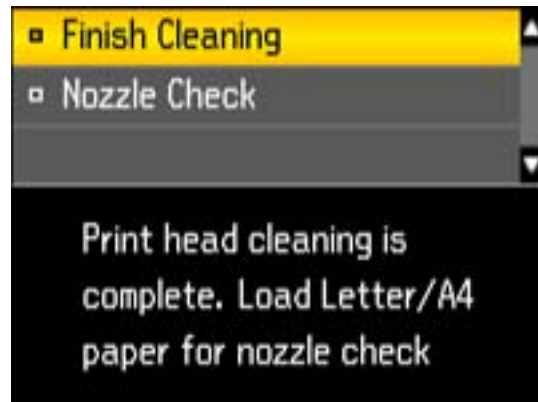 Finish Cleaning
Nozzle Check
Print head cleaning is
complete. Load Letter/A4
paper for nozzle check